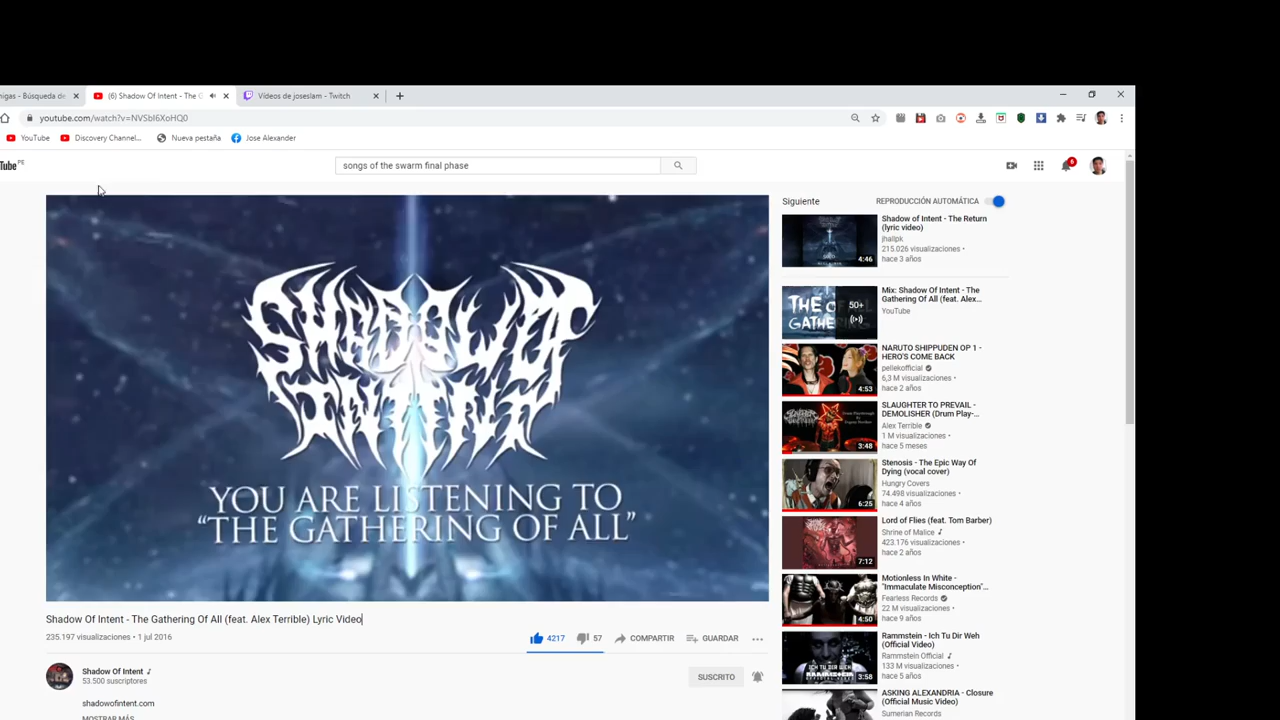 nigas - Búsqueda de
(6) Shadow Of Intent - The G
Vídeos de joseslam - Twitch
youtube.com/watch?v=NVSbI6XoHQ0
YouTube
Discovery Channel...
Nueva pestaña
Jose Alexander
Tube PE
songs of the swarm final phase
6
SHADOW OF
INTENT
YOU ARE LISTENING TO
“THE GATHERING OF ALL”
Shadow Of Intent - The Gathering Of All (feat. Alex Terrible) Lyric Video
235.197 visualizaciones • 1 jul 2016
4217
57
COMPARTIR
GUARDAR
Shadow Of Intent
53.500 suscriptores
SUSCRITO
shadowofintent.com
MOSTRAR MÁS
Siguiente
REPRODUCCIÓN AUTOMÁTICA
Shadow of Intent - The Return
(lyric video)
jhallpk
215.026 visualizaciones •
hace 3 años
4:46
Mix: Shadow Of Intent - The
Gathering Of All (feat. Alex...
YouTube
50+
NARUTO SHIPPUDEN OP 1 -
HERO'S COME BACK
pellekofficial
6,3 M visualizaciones •
hace 2 años
4:53
SLAUGHTER TO PREVAIL -
DEMOLISHER (Drum Play-...
Alex Terrible
1 M visualizaciones •
hace 5 meses
3:48
Stenosis - The Epic Way Of
Dying (vocal cover)
Hungry Covers
74.498 visualizaciones •
hace 4 años
6:25
Lord of Flies (feat. Tom Barber)
Shrine of Malice
423.176 visualizaciones •
hace 2 años
7:12
Motionless In White -
"Immaculate Misconception"...
Fearless Records
22 M visualizaciones •
hace 9 años
4:50
Rammstein - Ich Tu Dir Weh
(Official Video)
Rammstein Official
133 M visualizaciones •
hace 5 años
3:58
ASKING ALEXANDRIA - Closure
(Official Music Video)
Sumerian Records